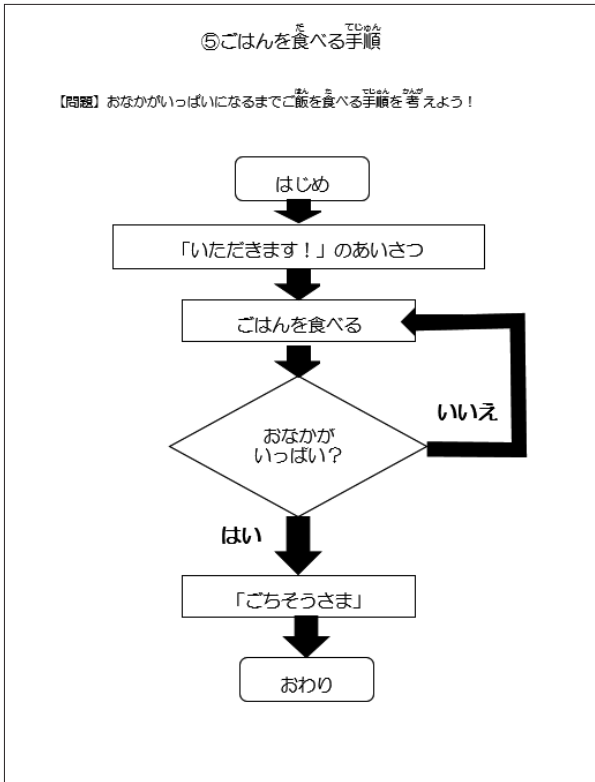 ⑤ごはんを食べる手順
【問題】おなかがいっぱいになるまでご飯を食べる手順を考えよう！
はじめ
「いただきます！」のあいさつ
ごはんを食べる
いいえ
おなかが
いっぱい？
はい
「ごちそうさま」
おわり